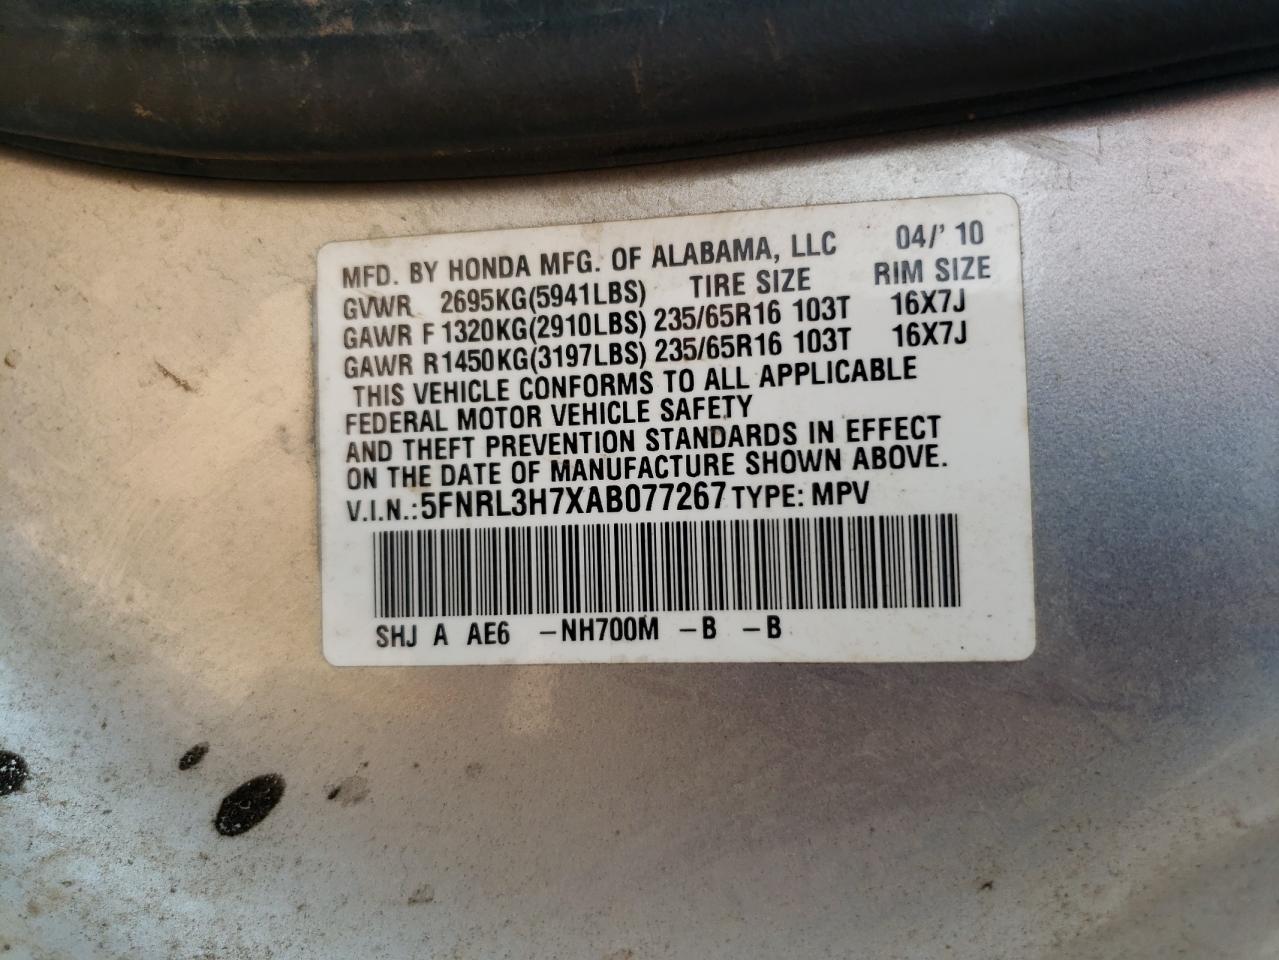 MFD. BY HONDA MFG. OF ALABAMA, LLC 04/' 10
GVWR 2695KG(5941LBS) TIRE SIZE RIM SIZE
GAWR F 1320KG(2910LBS) 235/65R16 103T 16X7J
GAWR R1450KG(3197LBS) 235/65R16 103T 16X7J
THIS VEHICLE CONFORMS TO ALL APPLICABLE
FEDERAL MOTOR VEHICLE SAFETY
AND THEFT PREVENTION STANDARDS IN EFFECT
ON THE DATE OF MANUFACTURE SHOWN ABOVE.
V.I.N.:5FNRL3H7XAB077267 TYPE: MPV
SHJ A AE6 -NH700M -B -B